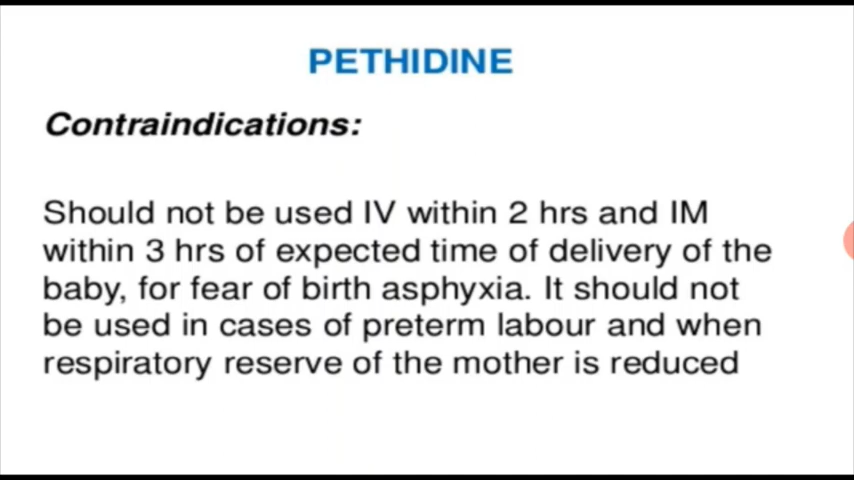 PETHIDINE
Contraindications:
Should not be used IV within 2 hrs and IM
within 3 hrs of expected time of delivery of the
baby, for fear of birth asphyxia. It should not
be used in cases of preterm labour and when
respiratory reserve of the mother is reduced